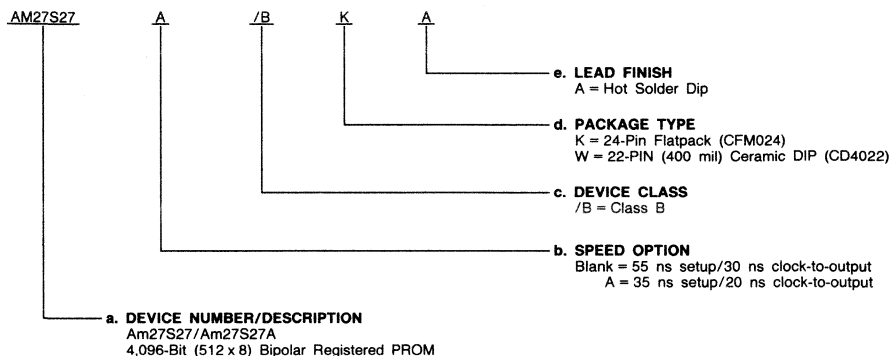 AM27S27 A /B K A
e. LEAD FINISH
A = Hot Solder Dip
d. PACKAGE TYPE
K = 24-Pin Flatpack (CFM024)
W = 22-PIN (400 mil) Ceramic DIP (CD4022)
c. DEVICE CLASS
/B = Class B
b. SPEED OPTION
Blank = 55 ns setup/30 ns clock-to-output
A = 35 ns setup/20 ns clock-to-output
a. DEVICE NUMBER/DESCRIPTION
Am27S27/Am27S27A
4,096-Bit (512 x 8) Bipolar Registered PROM